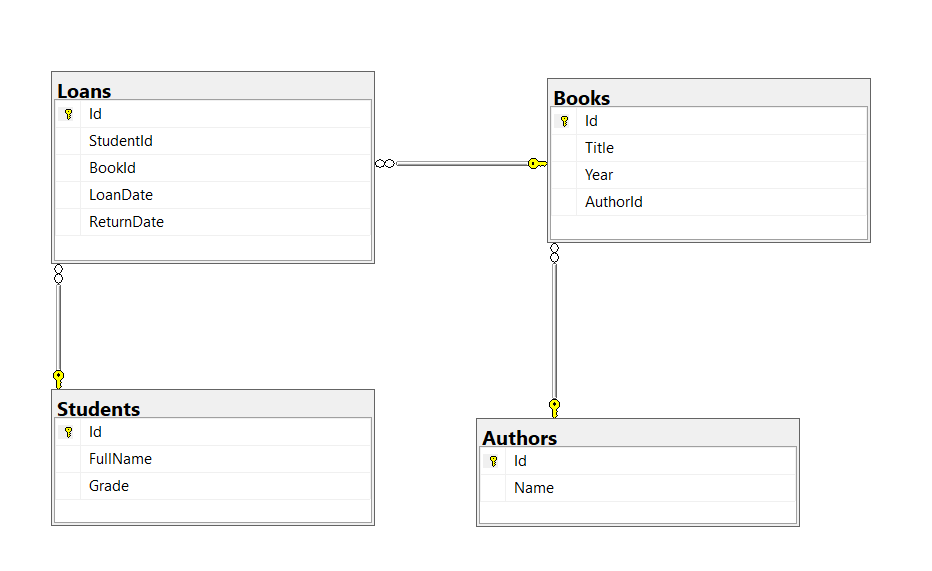 Loans
Id
StudentId
BookId
LoanDate
ReturnDate
Books
Id
Title
Year
AuthorId
Students
Id
FullName
Grade
Authors
Id
Name